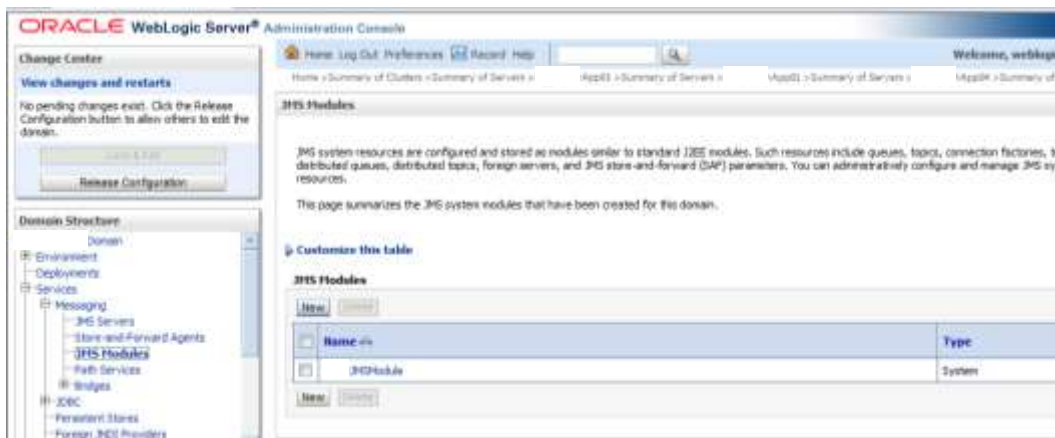 ORACLE WebLogic Server® Administration Console
Change Center
View changes and restarts
No pending changes exist. Click the Release
Configuration button to allow others to edit the
domain.
Release Configuration
Domain Structure
Domain
Environment
Deployments
Services
Messaging
JMS Servers
Store-and-Forward Agents
JMS Modules
Path Services
Bridges
JDBC
Persistent Stores
Foreign JNDI Providers
Home Log Out Preferences Record Help
Welcome, weblogi
Home >Summary of Clusters >Summary of Servers > App03 >Summary of Servers > App01 >Summary of Servers > App04 >Summary of
JMS Modules
JMS system resources are configured and stored as modules similar to standard J2EE modules. Such resources include queues, topics, connection factories, t
distributed queues, distributed topics, foreign servers, and JMS store-and-forward (SAF) parameters. You can administratively configure and manage JMS sy
resources.
This page summarizes the JMS system modules that have been created for this domain.
Customize this table
JMS Modules
New Delete
Name Type
JMSModule System
New Delete